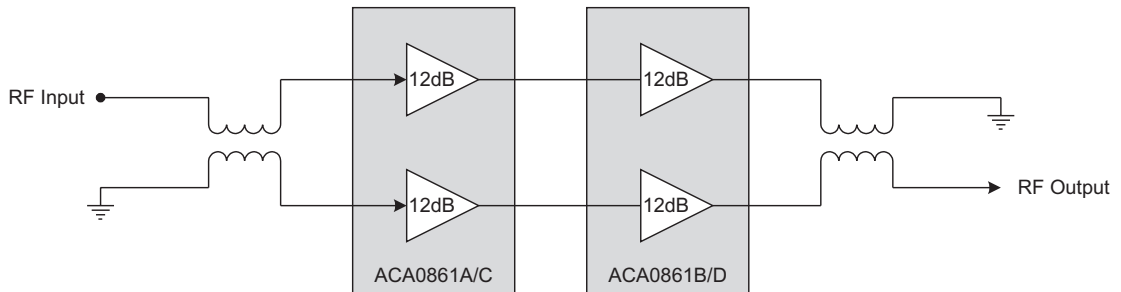 12dB
12dB
RF Input
12dB
12dB
RF Output
ACA0861A/C
ACA0861B/D